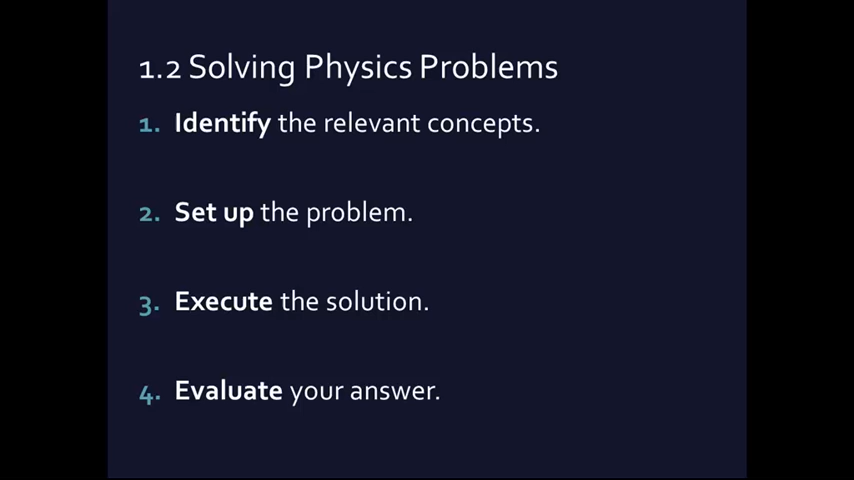 1.2 Solving Physics Problems
1. Identify the relevant concepts.
2. Set up the problem.
3. Execute the solution.
4. Evaluate your answer.